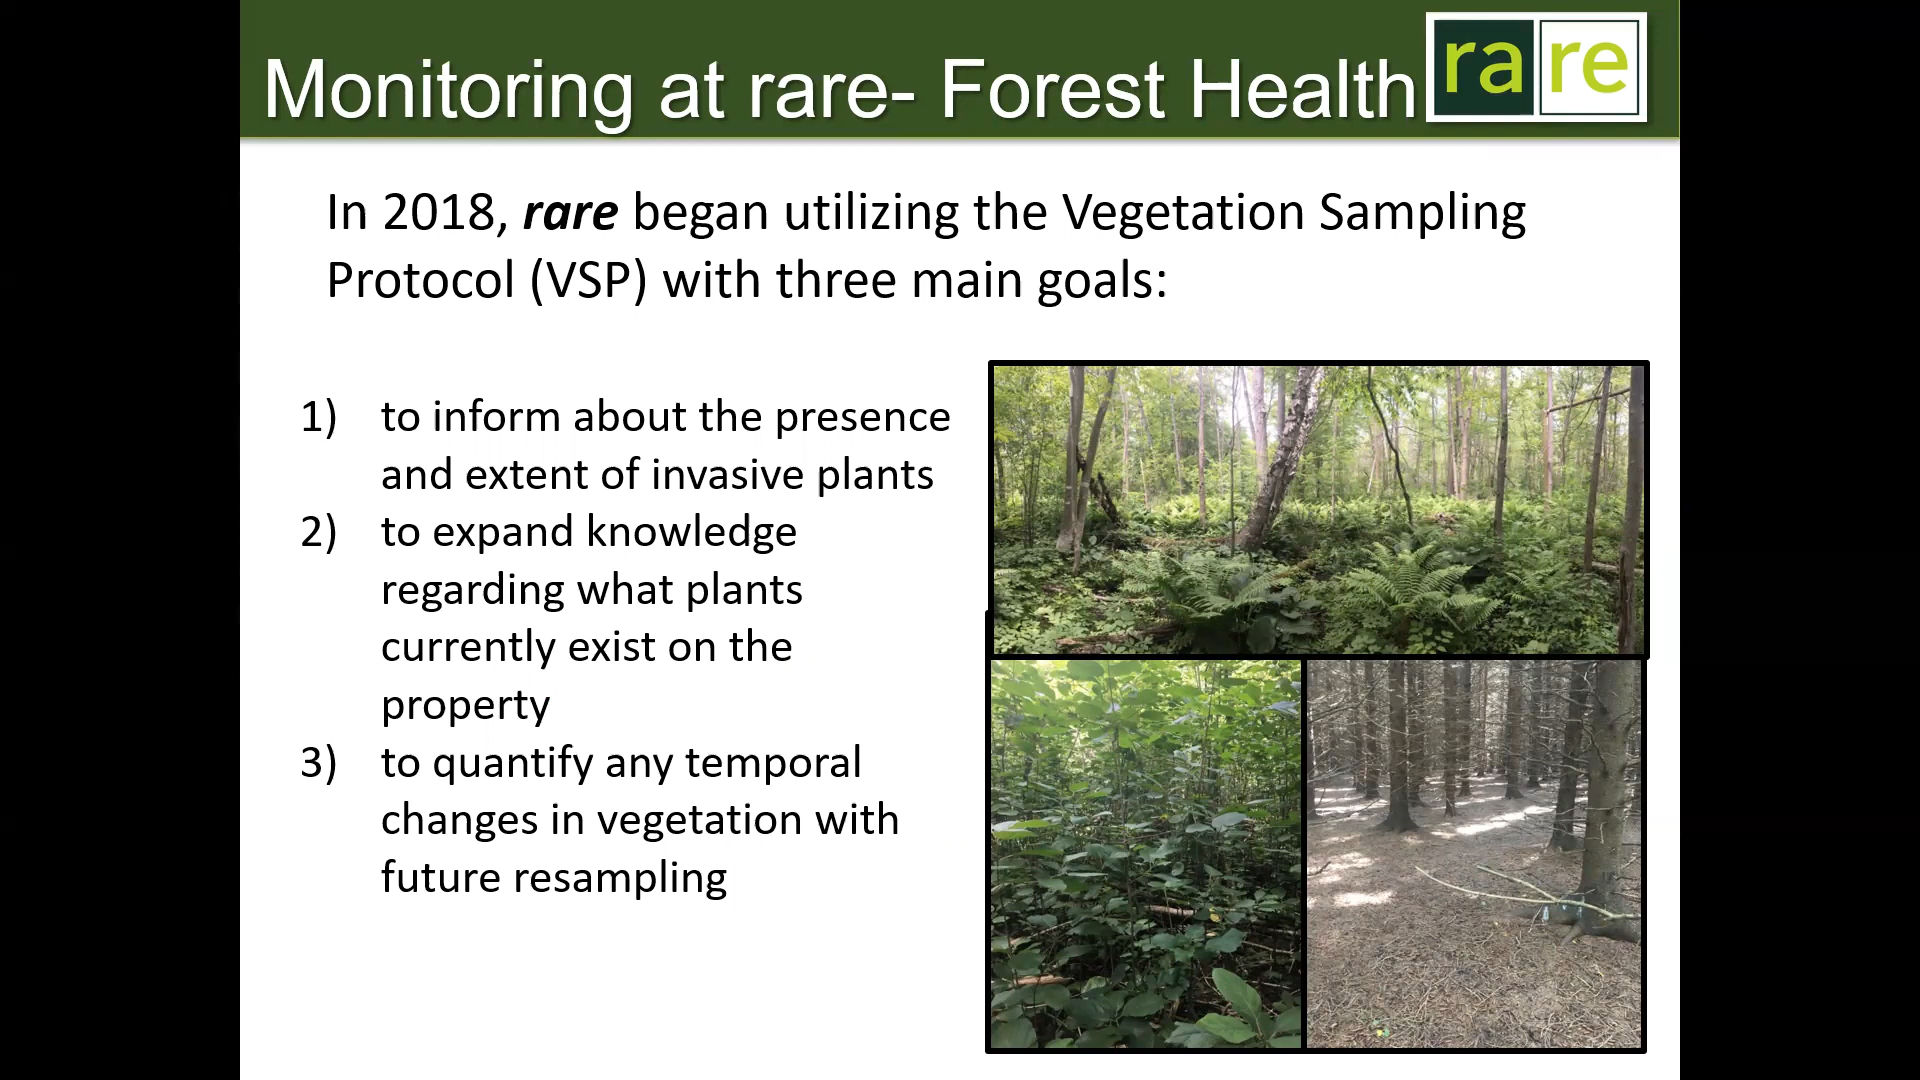 Monitoring at rare- Forest Health
rare
In 2018, rare began utilizing the Vegetation Sampling
Protocol (VSP) with three main goals:
1) to inform about the presence
and extent of invasive plants
2) to expand knowledge
regarding what plants
currently exist on the
property
3) to quantify any temporal
changes in vegetation with
future resampling